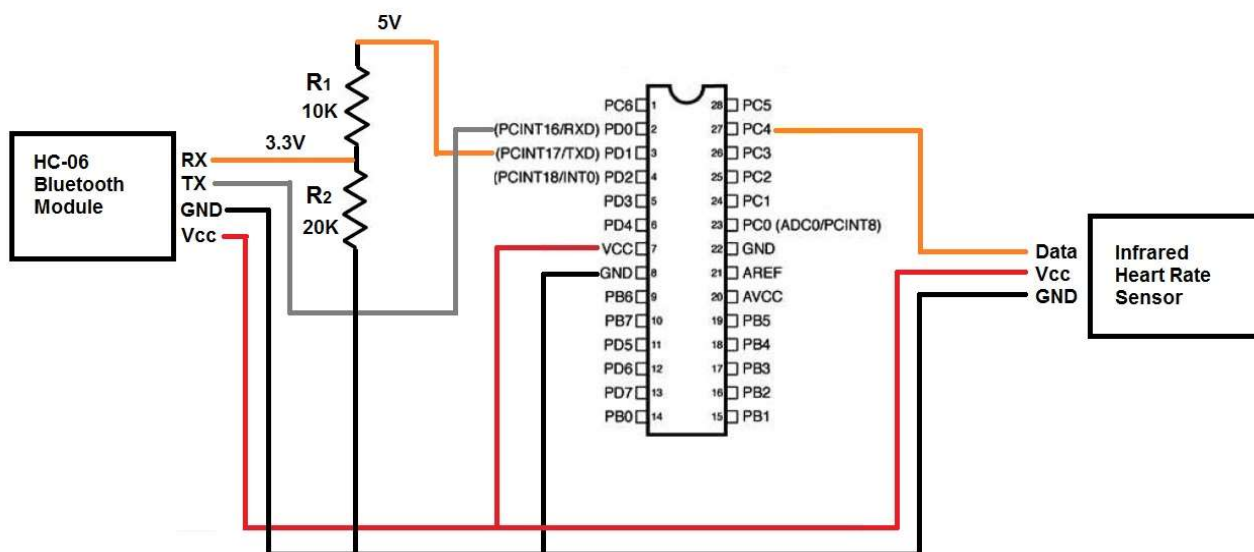 5V
R1
10K
3.3V
R2
20K
HC-06
Bluetooth
Module
RX
TX
GND
Vcc
PC6 1
(PCINT16/RXD) PD0 2
(PCINT17/TXD) PD1 3
(PCINT18/INT0) PD2 4
PD3 5
PD4 6
VCC 7
GND 8
PB6 9
PB7 10
PD5 11
PD6 12
PD7 13
PB0 14
28 PC5
27 PC4
26 PC3
25 PC2
24 PC1
23 PC0 (ADC0/PCINT8)
22 GND
21 AREF
20 AVCC
19 PB5
18 PB4
17 PB3
16 PB2
15 PB1
Data
Vcc
GND
Infrared
Heart Rate
Sensor